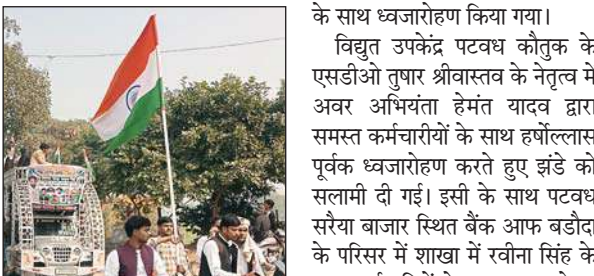 के साथ ध्वजारोहण किया गया।
विद्युत उपकेंद्र पटवध कौतुक के
एसडीओ तुषार श्रीवास्तव के नेतृत्व में
अवर अभियंता हेमंत यादव द्वारा
समस्त कर्मचारीयों के साथ हर्षोल्लास
पूर्वक ध्वजारोहण करते हुए झंडे को
सलामी दी गई। इसी के साथ पटवध
सरैया बाजार स्थित बैंक आफ बडौदा
के परिसर में शाखा में रवीना सिंह के